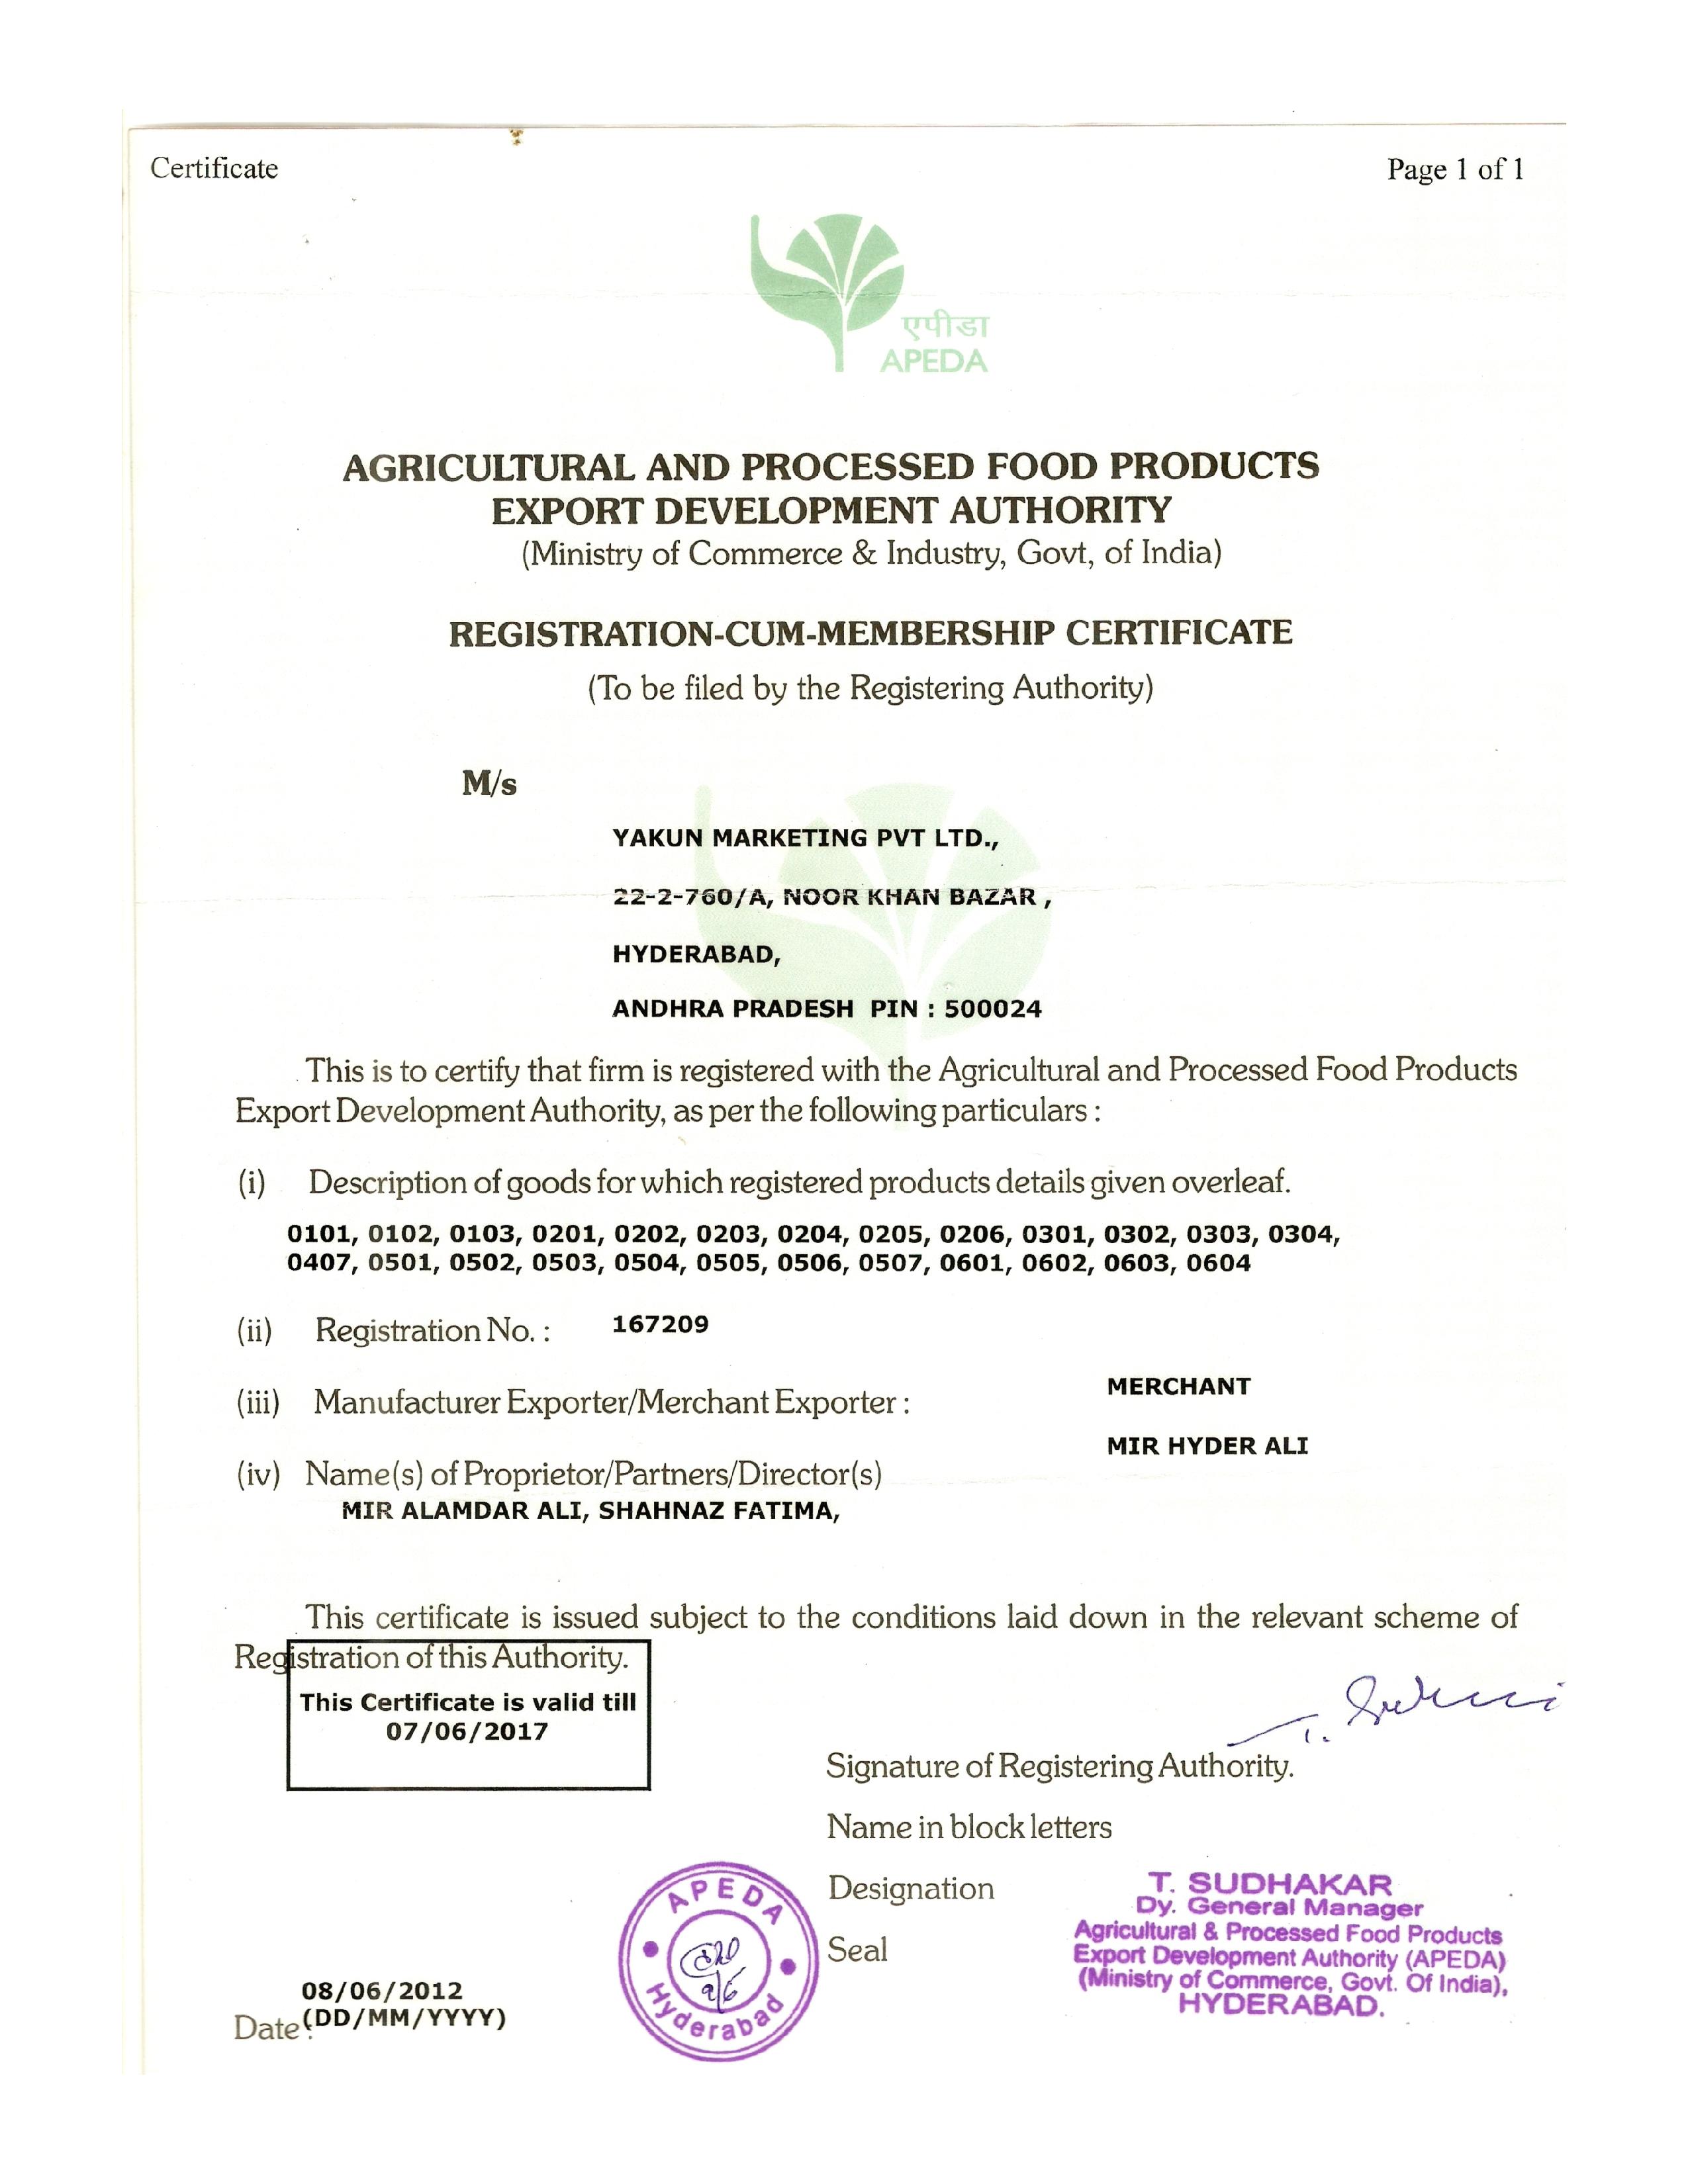 Certificate
Page 1 of 1
एपीडा
APEDA
AGRICULTURAL AND PROCESSED FOOD PRODUCTS
EXPORT DEVELOPMENT AUTHORITY
(Ministry of Commerce & Industry, Govt, of India)
REGISTRATION-CUM-MEMBERSHIP CERTIFICATE
(To be filed by the Registering Authority)
M/s
YAKUN MARKETING PVT LTD.,
22-2-760/A, NOOR KHAN BAZAR ,
HYDERABAD,
ANDHRA PRADESH PIN : 500024
This is to certify that firm is registered with the Agricultural and Processed Food Products
Export Development Authority, as per the following particulars :
(i) Description of goods for which registered products details given overleaf.
0101, 0102, 0103, 0201, 0202, 0203, 0204, 0205, 0206, 0301, 0302, 0303, 0304,
0407, 0501, 0502, 0503, 0504, 0505, 0506, 0507, 0601, 0602, 0603, 0604
(ii) Registration No. : 167209
(iii) Manufacturer Exporter/Merchant Exporter : MERCHANT
MIR HYDER ALI
(iv) Name(s) of Proprietor/Partners/Director(s)
MIR ALAMDAR ALI, SHAHNAZ FATIMA,
This certificate is issued subject to the conditions laid down in the relevant scheme of
Registration of this Authority.
This Certificate is valid till
07/06/2017
Signature of Registering Authority.
Name in block letters
Designation
Seal
T. SUDHAKAR
Dy. General Manager
Agricultural & Processed Food Products
Export Development Authority (APEDA)
(Ministry of Commerce, Govt. Of India),
HYDERABAD.
APEDA
Hyderabad
08/06/2012
Date : (DD/MM/YYYY)